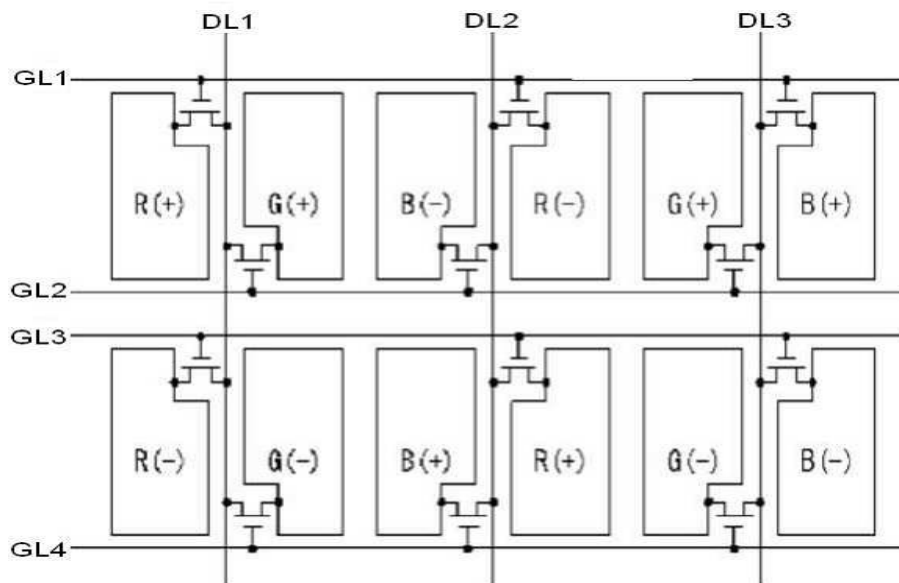 DL1 DL2 DL3
GL1
R(+) G(+) B(-) R(-) G(+) B(+)
GL2
GL3
R(-) G(-) B(+) R(+) G(-) B(-)
GL4